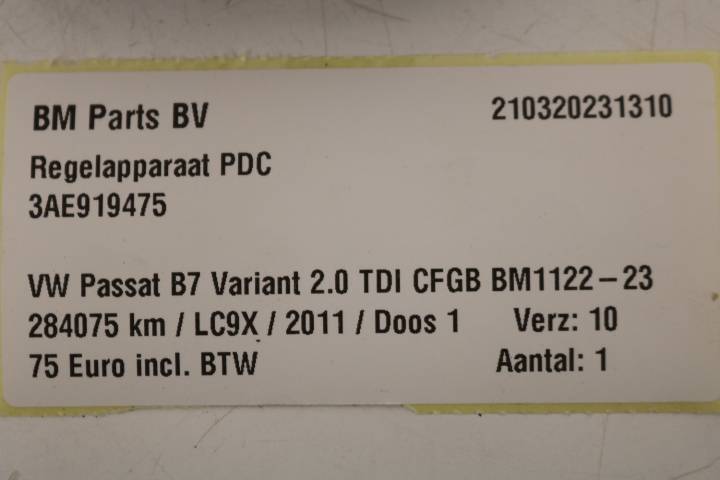 BM Parts BV 210320231310
Regelapparaat PDC
3AE919475
VW Passat B7 Variant 2.0 TDI CFGB BM1122-23
284075 km / LC9X / 2011 / Doos 1 Verz: 10
75 Euro incl. BTW Aantal: 1